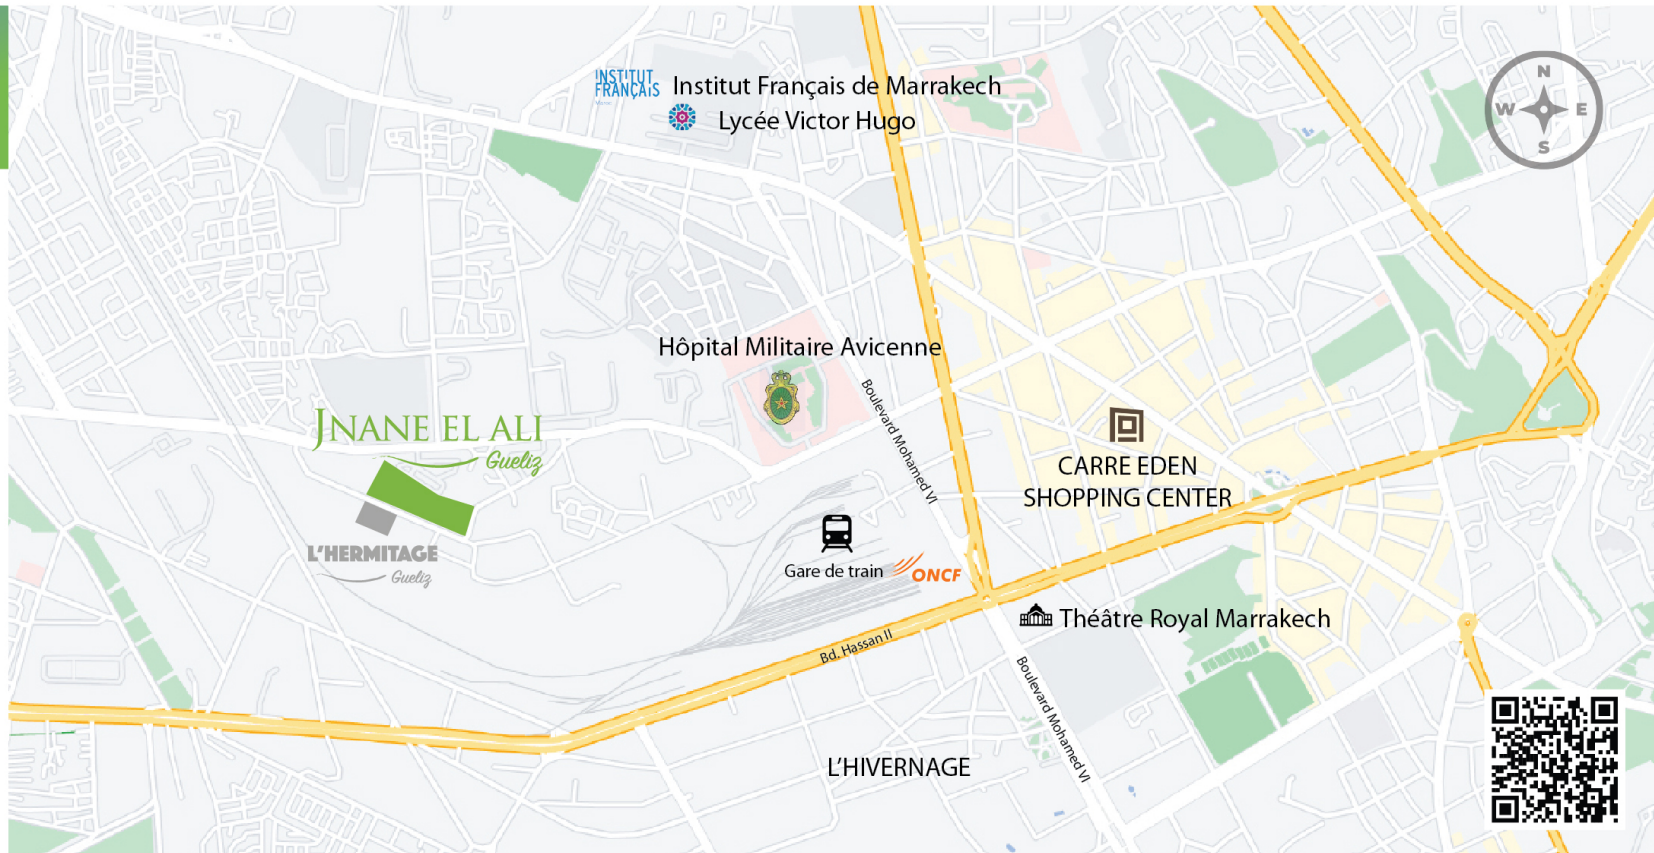 INSTITUT
FRANÇAIS
Maroc
Institut Français de Marrakech
Lycée Victor Hugo
N
W
E
S
Hôpital Militaire Avicenne
Boulevard Mohamed VI
JNANE EL ALI
Gueliz
CARRE EDEN
SHOPPING CENTER
L'HERMITAGE
Gueliz
Gare de train
ONCF
Théâtre Royal Marrakech
Bd. Hassan II
Boulevard Mohamed VI
L'HIVERNAGE